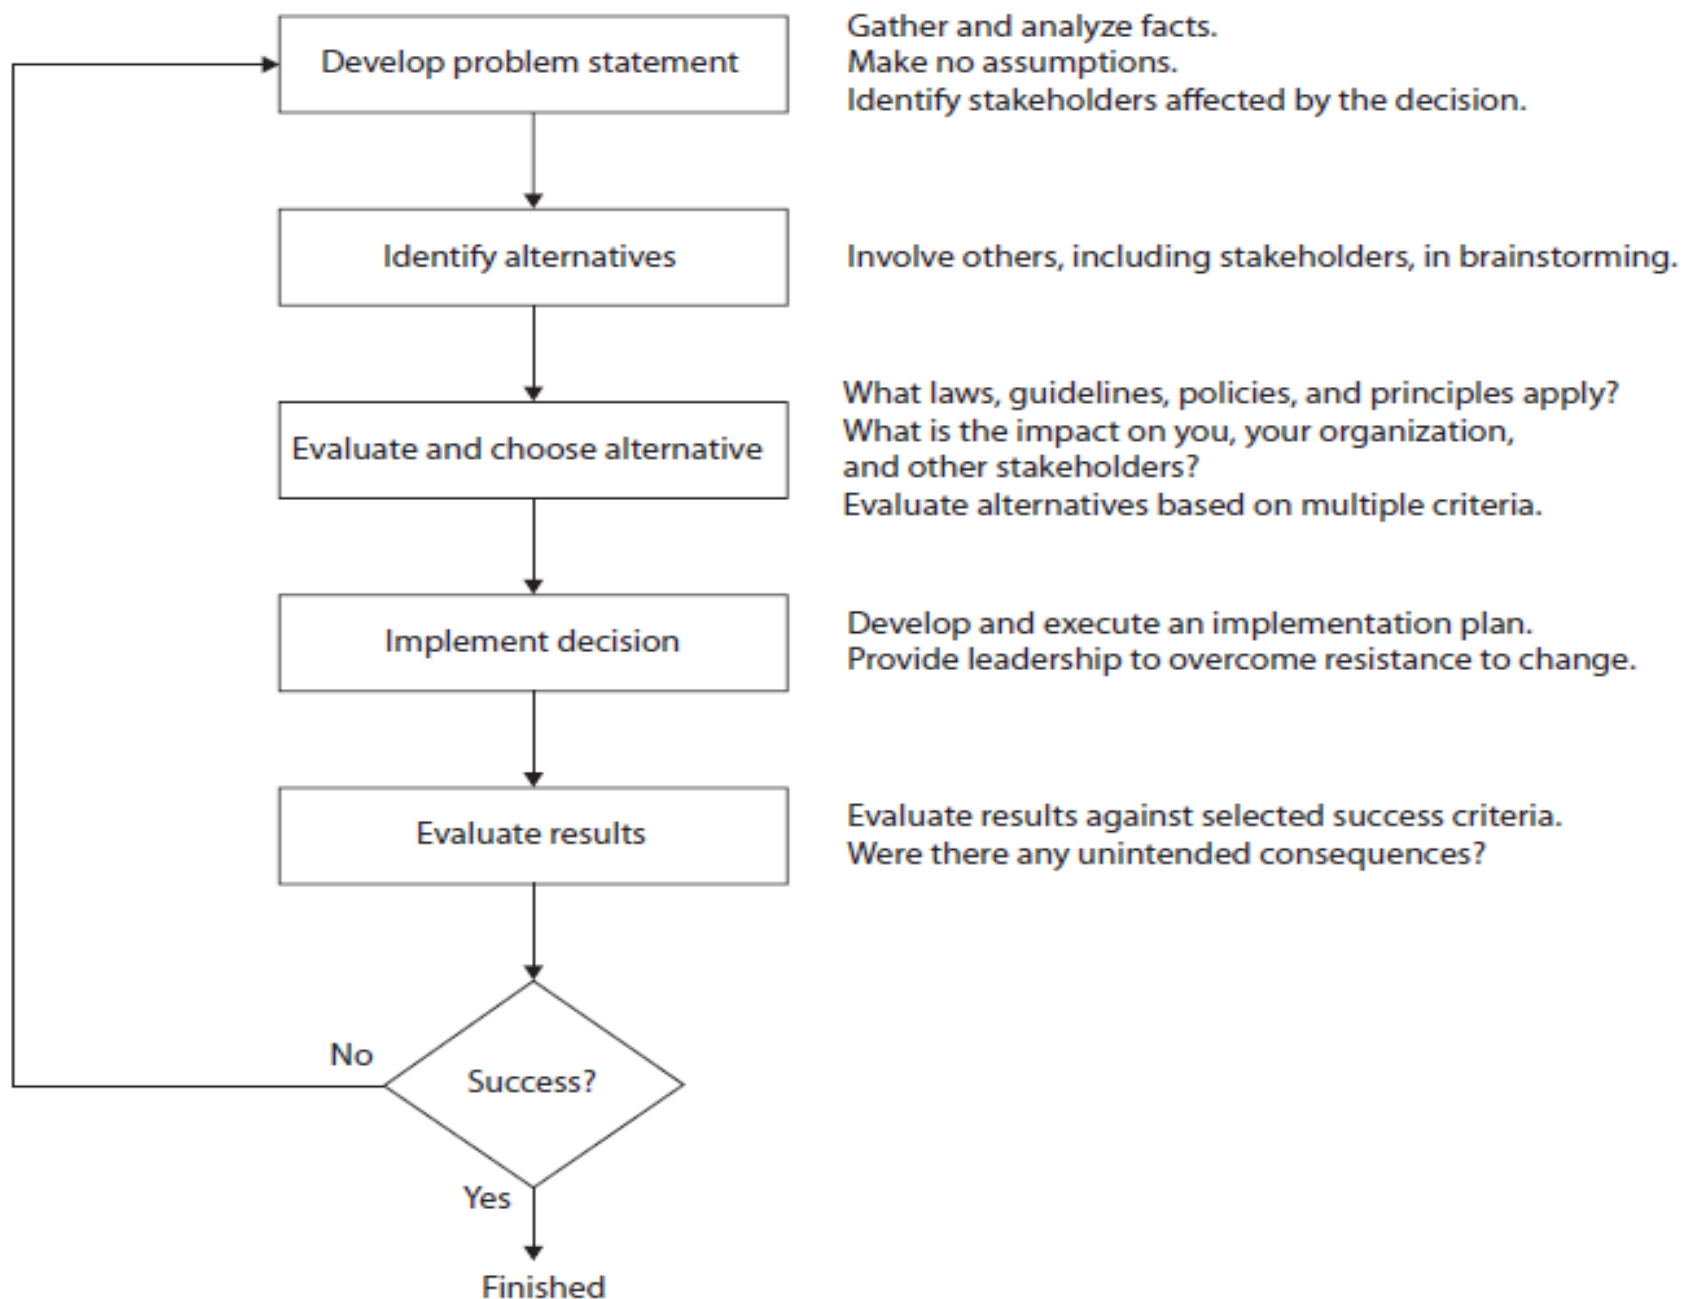 Develop problem statement
Gather and analyze facts.
Make no assumptions.
Identify stakeholders affected by the decision.
Identify alternatives
Involve others, including stakeholders, in brainstorming.
Evaluate and choose alternative
What laws, guidelines, policies, and principles apply?
What is the impact on you, your organization,
and other stakeholders?
Evaluate alternatives based on multiple criteria.
Implement decision
Develop and execute an implementation plan.
Provide leadership to overcome resistance to change.
Evaluate results
Evaluate results against selected success criteria.
Were there any unintended consequences?
Success?
No
Yes
Finished